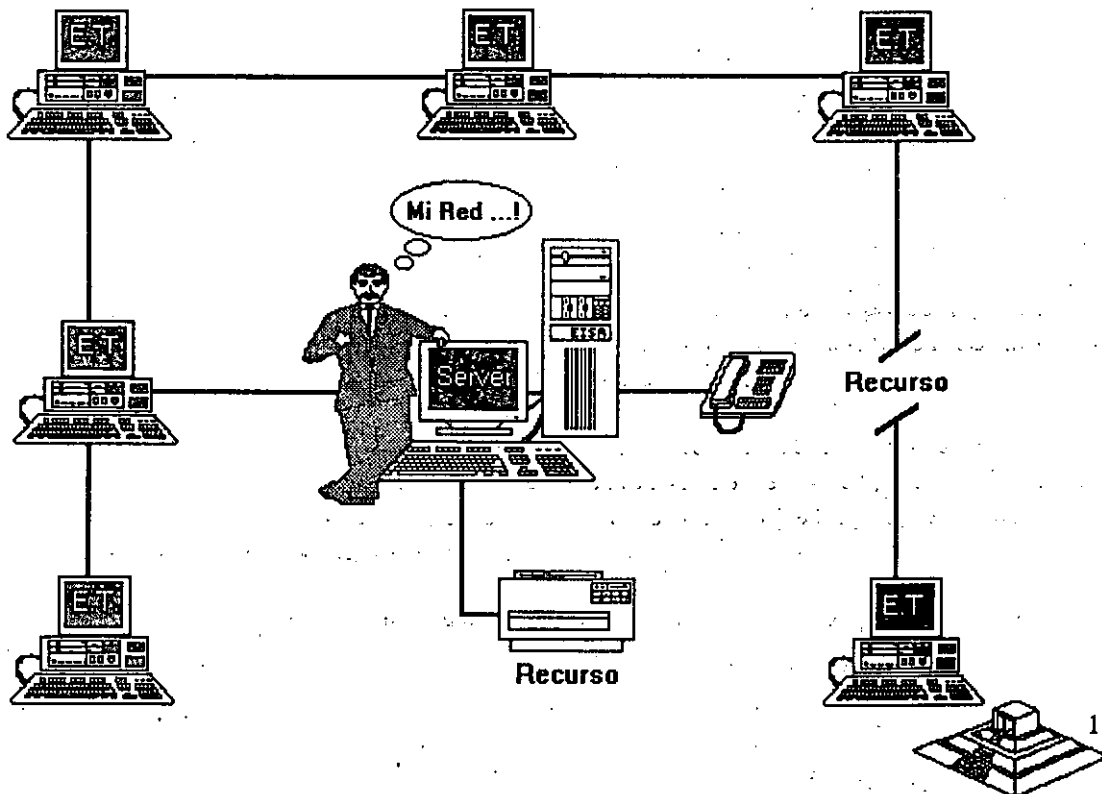 E.T
E.T
E.T
Mi Red ...!
EISA
Server
E.T
Recurso
E.T
E.T
Recurso
1